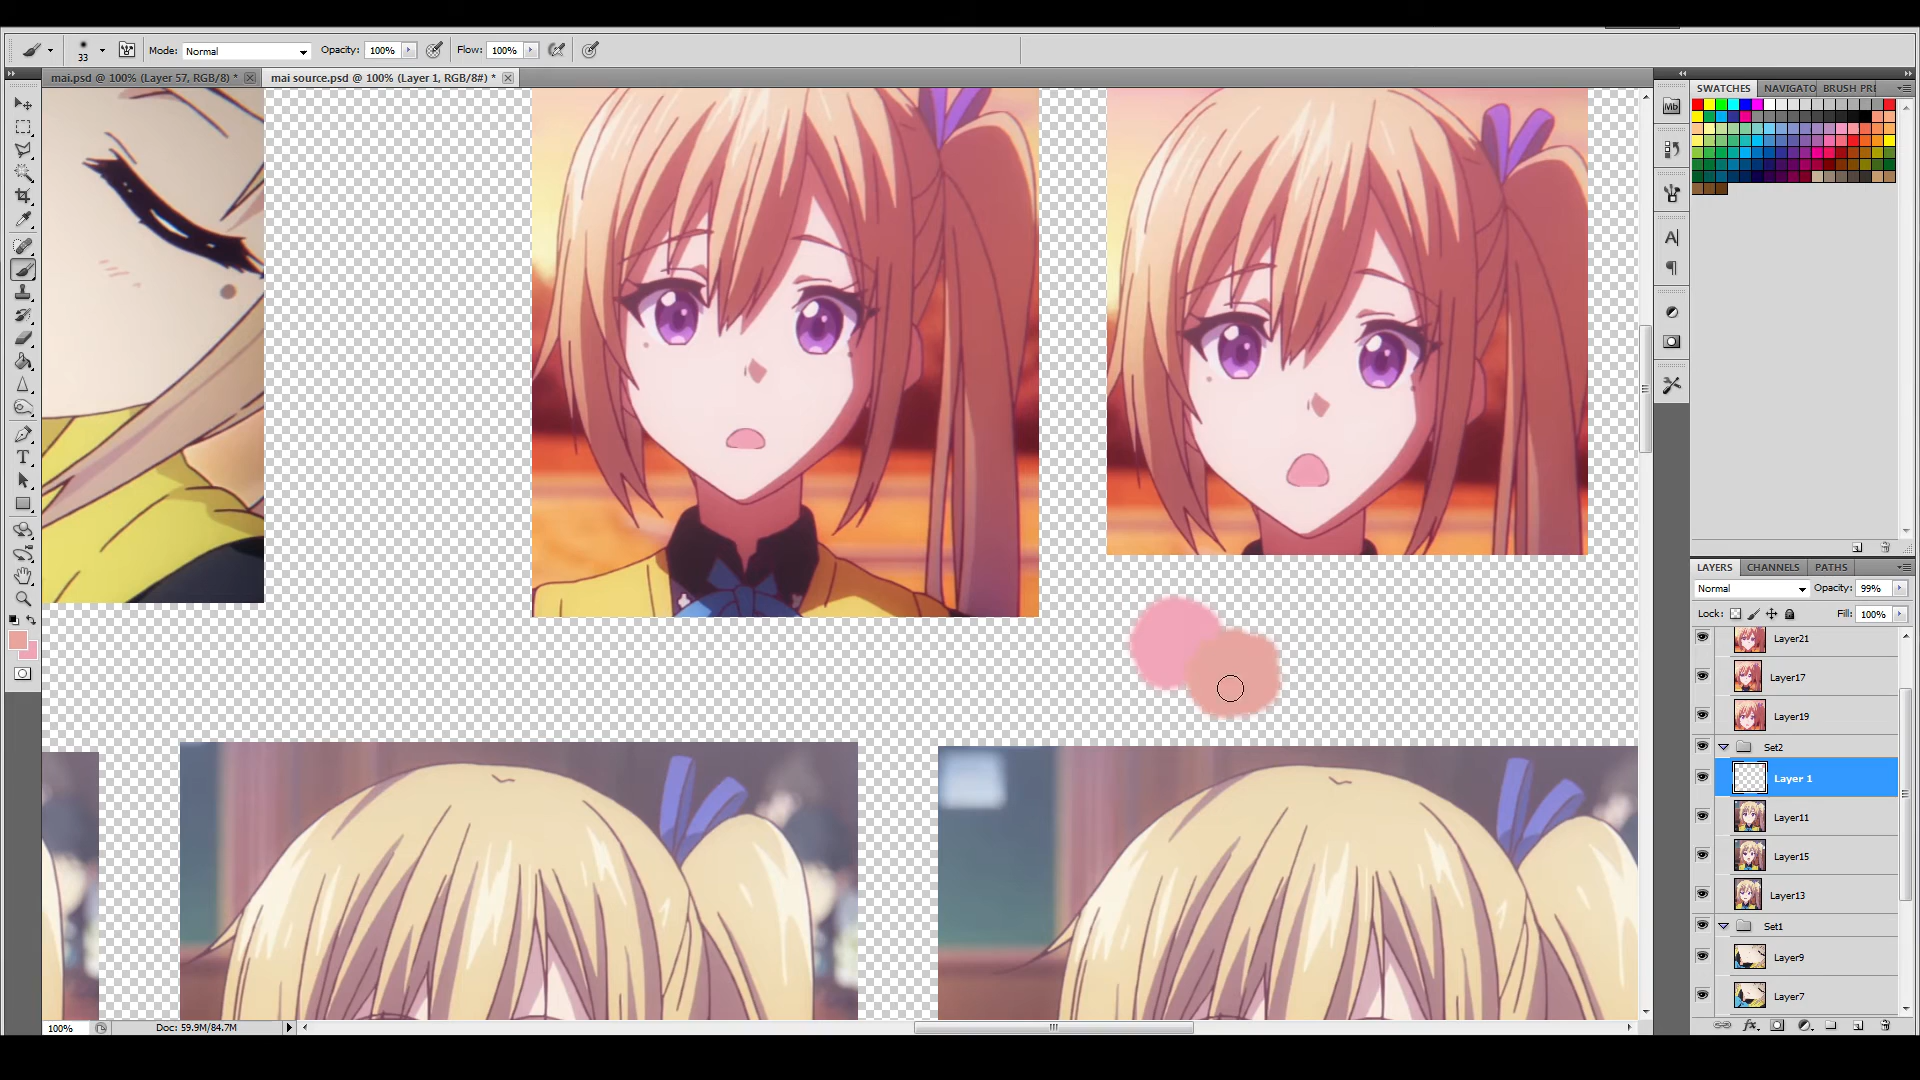 33
Mode: Normal
Opacity: 100%
Flow: 100%
mai.psd @ 100% (Layer 57, RGB/8) *
mai source.psd @ 100% (Layer 1, RGB/8#) *
SWATCHES
NAVIGATO
BRUSH PRE
Mb
LAYERS
CHANNELS
PATHS
Normal
Opacity: 99%
Lock:
Fill: 100%
Layer21
Layer17
Layer19
Set2
Layer 1
Layer11
Layer15
Layer13
Set1
Layer9
Layer7
100%
Doc: 59.9M/84.7M